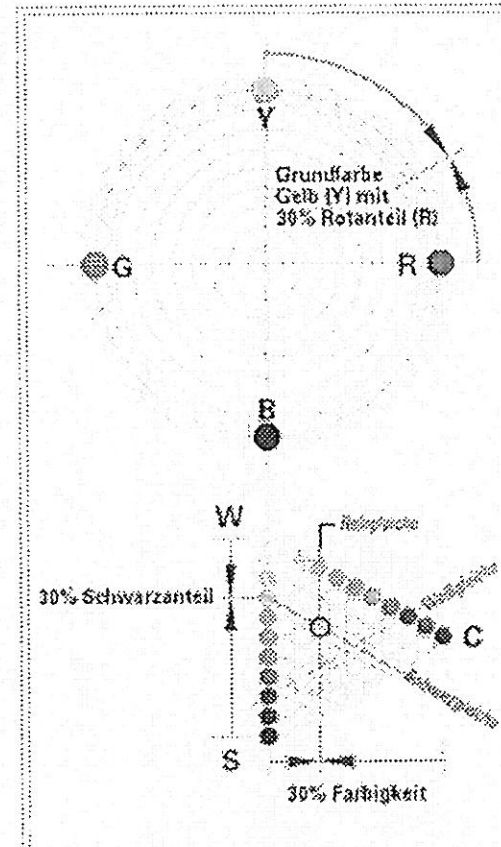 Y
Grundfarbe
Gelb (Y) mit
30% Rotanteil (R)
G
R
B
W
30% Schwarzanteil
C
S
30% Farbigkeit